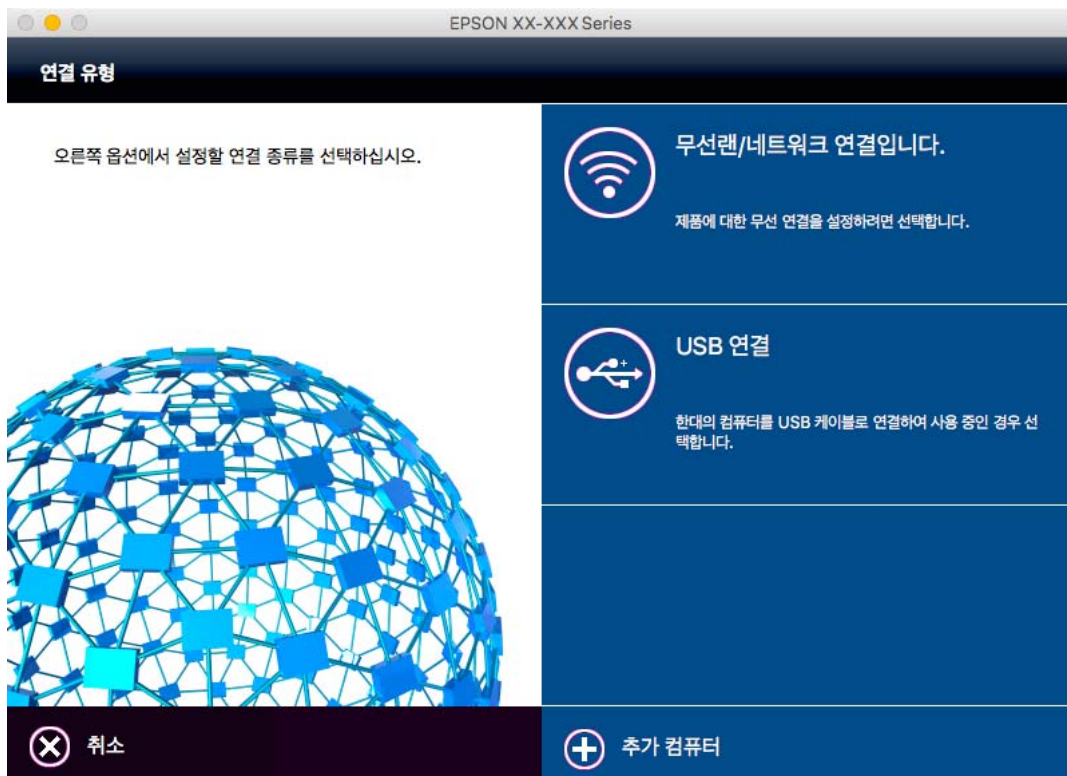 EPSON XX-XXX Series
연결 유형
오른쪽 옵션에서 설정할 연결 종류를 선택하십시오.
무선랜/네트워크 연결입니다.
제품에 대한 무선 연결을 설정하려면 선택합니다.
USB 연결
한대의 컴퓨터를 USB 케이블로 연결하여 사용 중인 경우 선
택합니다.
취소
추가 컴퓨터